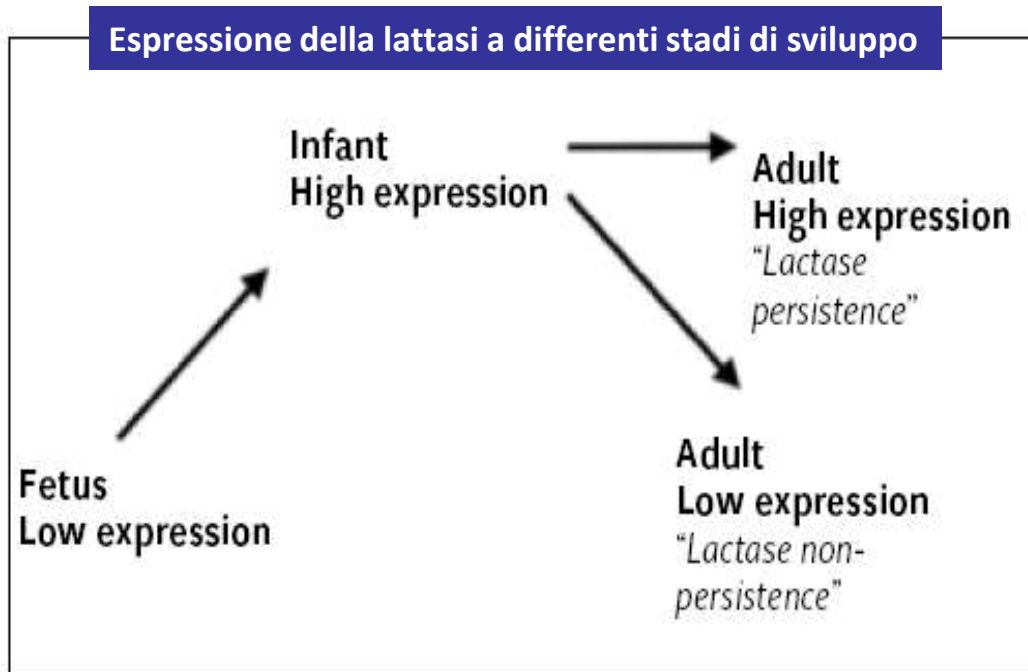 Espressione della lattasi a differenti stadi di sviluppo
Infant
High expression
Adult
High expression
“Lactase
persistence”
Fetus
Low expression
Adult
Low expression
“Lactase non-
persistence”